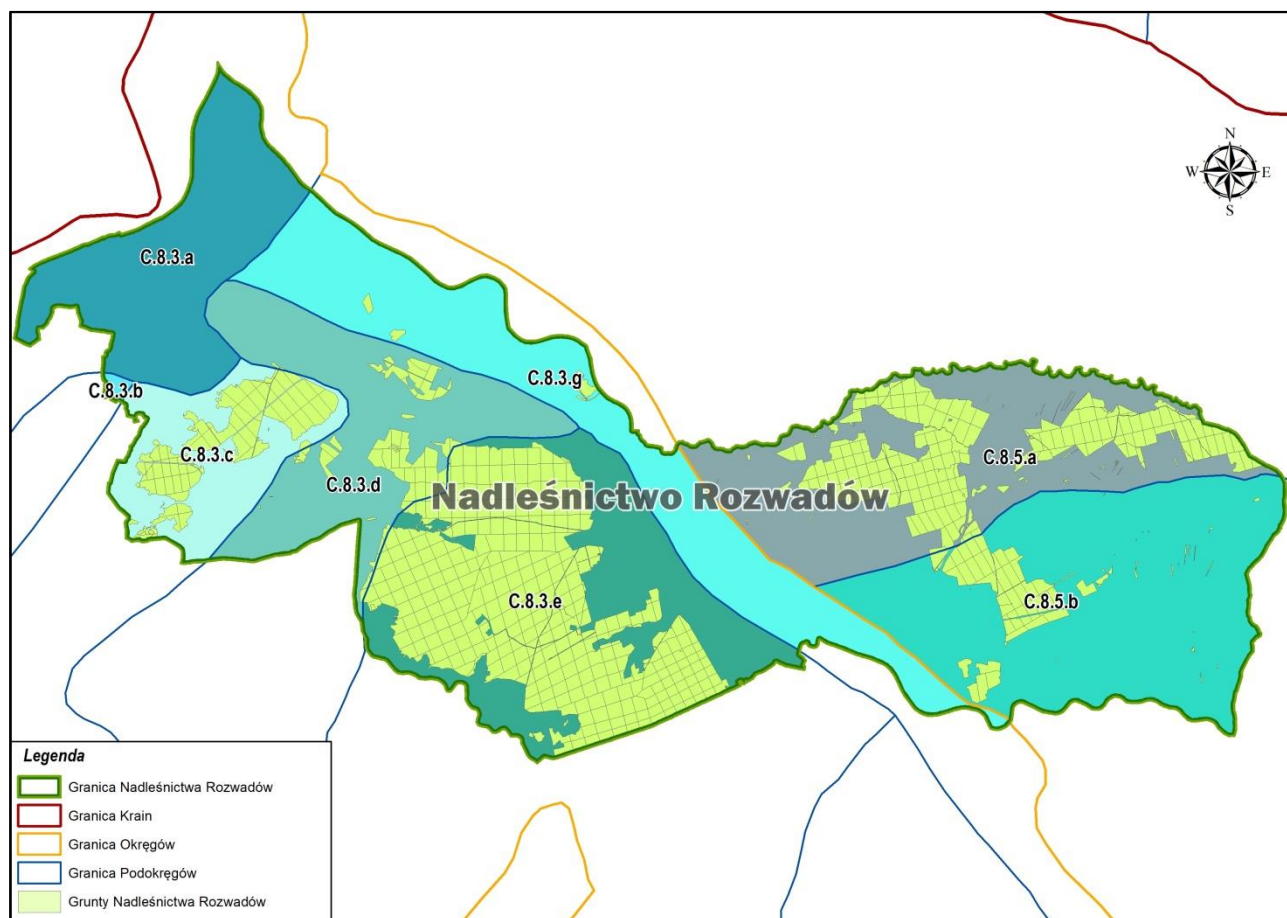 N
W
E
S
C.8.3.a
C.8.3.b
C.8.3.g
C.8.3.c
C.8.5.a
C.8.3.d
Nadleśnictwo Rozwadów
C.8.3.e
C.8.5.b
Legenda
Granica Nadleśnictwa Rozwadów
Granica Krain
Granica Okręgów
Granica Podokręgów
Grunty Nadleśnictwa Rozwadów